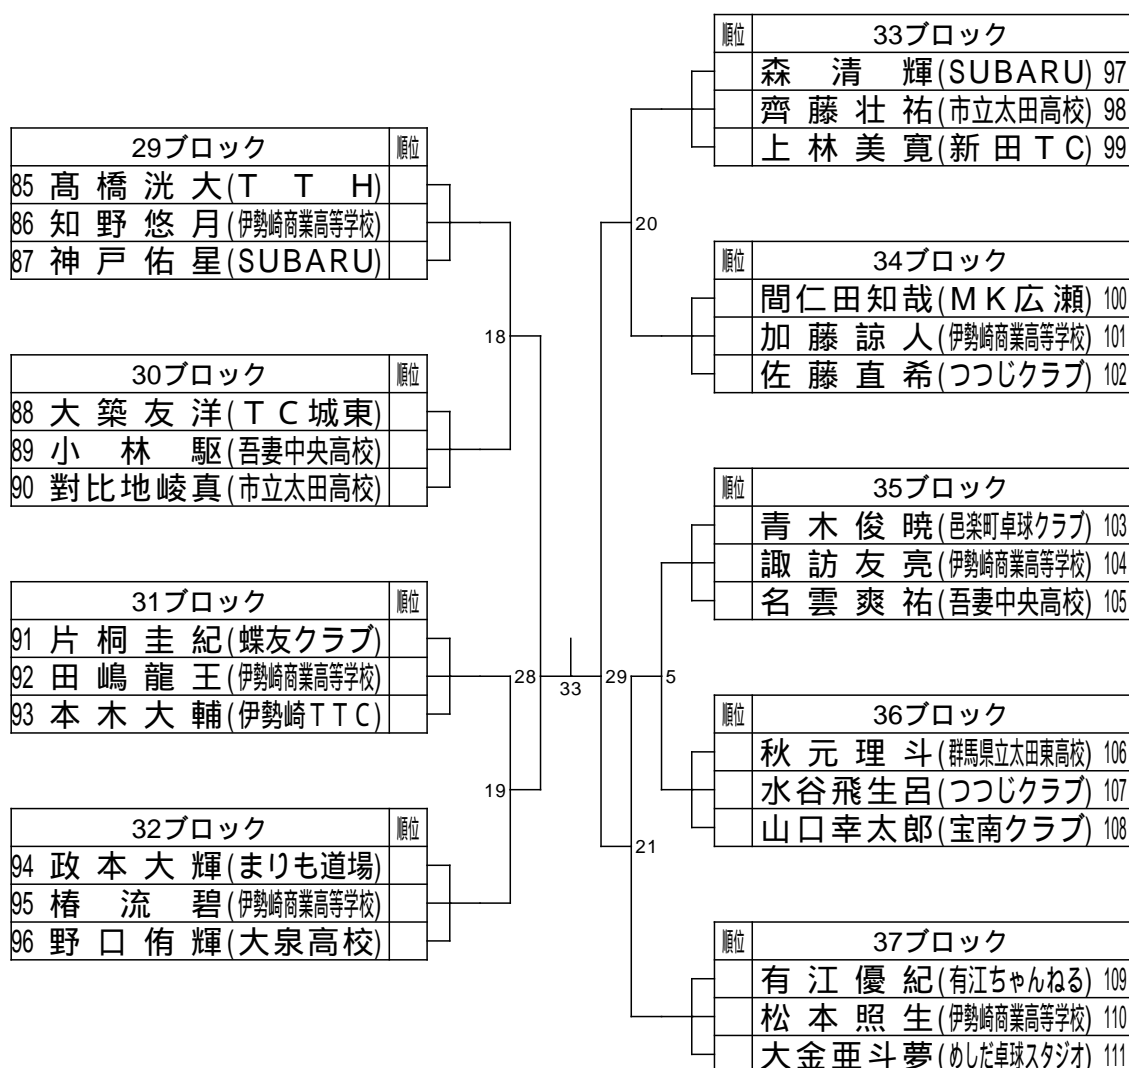 29ブロック 順位
85 髙橋洸大(TTH)
86 知野悠月(伊勢崎商業高等学校)
87 神戸佑星(SUBARU)
18
30ブロック 順位
88 大築友洋(TC城東)
89 小林駆(吾妻中央高校)
90 對比地崚真(市立太田高校)
31ブロック 順位
91 片桐圭紀(蝶友クラブ)
92 田嶋龍王(伊勢崎商業高等学校)
93 本木大輔(伊勢崎TTC)
28
33
19
32ブロック 順位
94 政本大輝(まりも道場)
95 椿流碧(伊勢崎商業高等学校)
96 野口侑輝(大泉高校)
順位 33ブロック
森清輝(SUBARU) 97
齊藤壮祐(市立太田高校) 98
上林美寛(新田TC) 99
20
順位 34ブロック
間仁田知哉(MK広瀬) 100
加藤諒人(伊勢崎商業高等学校) 101
佐藤直希(つつじクラブ) 102
順位 35ブロック
青木俊暁(邑楽町卓球クラブ) 103
諏訪友亮(伊勢崎商業高等学校) 104
名雲爽祐(吾妻中央高校) 105
29
5
順位 36ブロック
秋元理斗(群馬県立太田東高校) 106
水谷飛生呂(つつじクラブ) 107
山口幸太郎(宝南クラブ) 108
21
順位 37ブロック
有江優紀(有江ちゃんねる) 109
松本照生(伊勢崎商業高等学校) 110
大金亜斗夢(めしだ卓球スタジオ) 111